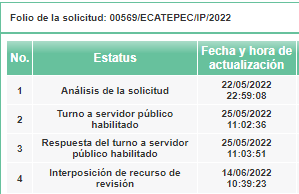 Folio de la solicitud: 00569/ECATEPEC/IP/2022
No. Estatus Fecha y hora de
actualización
1 Análisis de la solicitud 22/05/2022
22:59:08
2 Turno a servidor público
habilitado 25/05/2022
11:02:36
3 Respuesta del turno a servidor
público habilitado 25/05/2022
11:03:51
4 Interposición de recurso de
revisión 14/06/2022
10:39:23